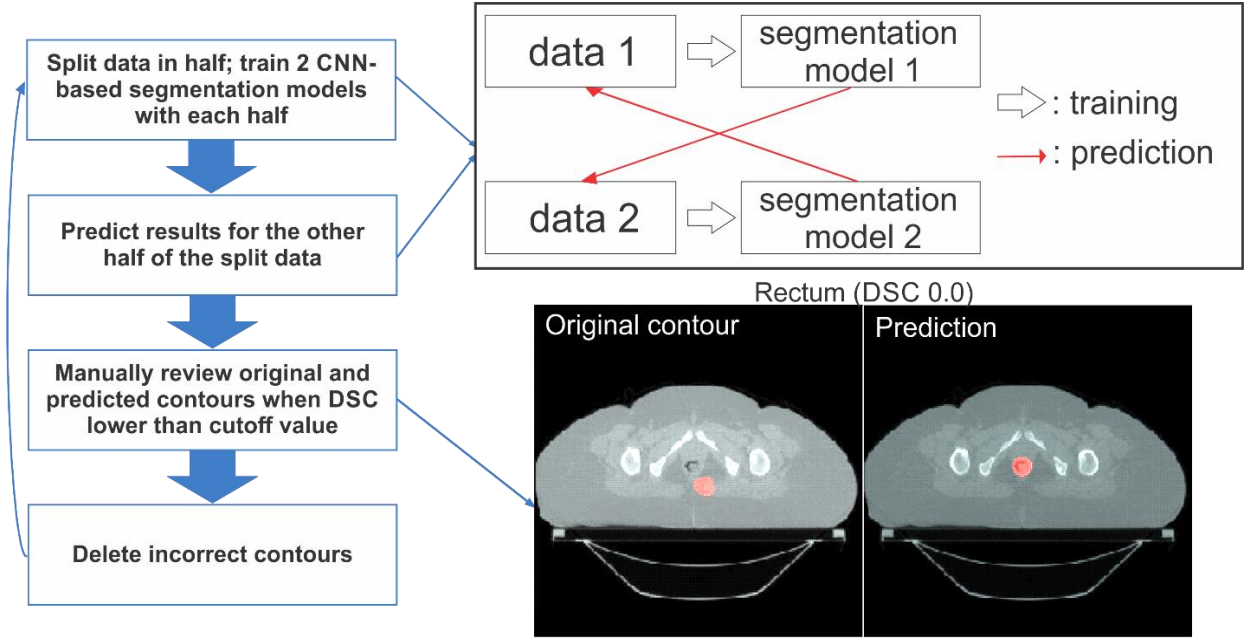 Split data in half; train 2 CNN-
based segmentation models
with each half
Predict results for the other
half of the split data
Manually review original and
predicted contours when DSC
lower than cutoff value
Delete incorrect contours
data 1
segmentation
model 1
data 2
segmentation
model 2
: training
: prediction
Rectum (DSC 0.0)
Original contour
Prediction